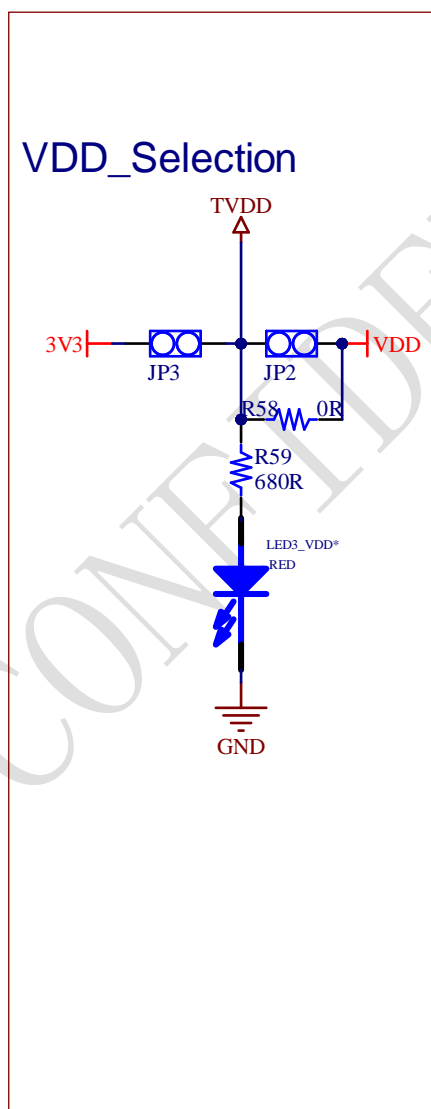 VDD_Selection
TVDD
3V3
VDD
JP3
JP2
R58
0R
R59
680R
LED3_VDD*
RED
GND